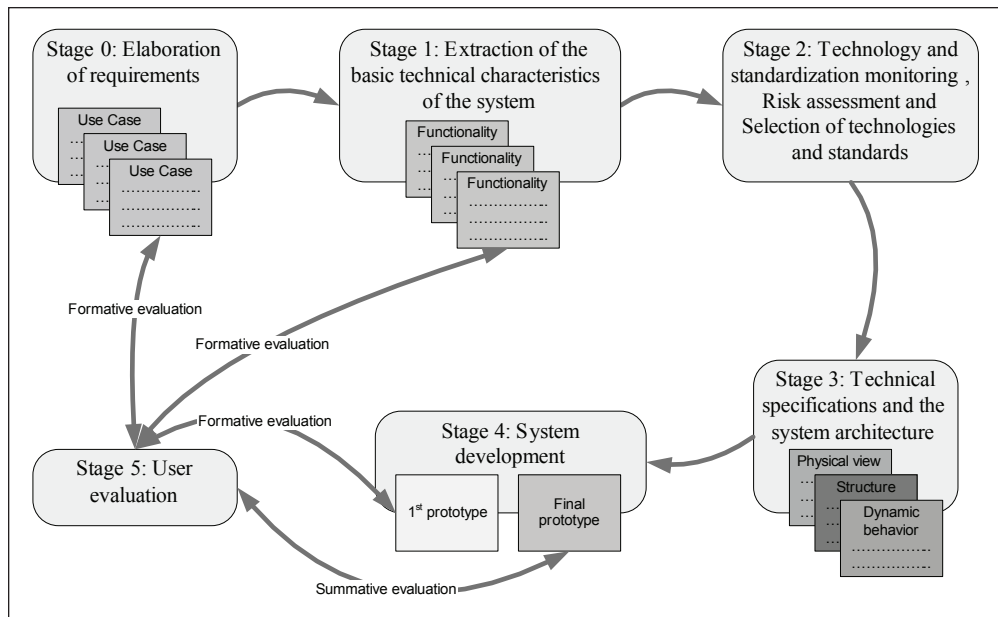 Stage 0: Elaboration
of requirements
Use Case
Use Case
Use Case
Stage 1: Extraction of the
basic technical characteristics
of the system
Functionality
Functionality
Functionality
Stage 2: Technology and
standardization monitoring ,
Risk assessment and
Selection of technologies
and standards
Formative evaluation
Formative evaluation
Formative evaluation
Stage 3: Technical
specifications and the
system architecture
Physical view
Structure
Dynamic
behavior
Stage 4: System
development
1st prototype
Final
prototype
Stage 5: User
evaluation
Summative evaluation